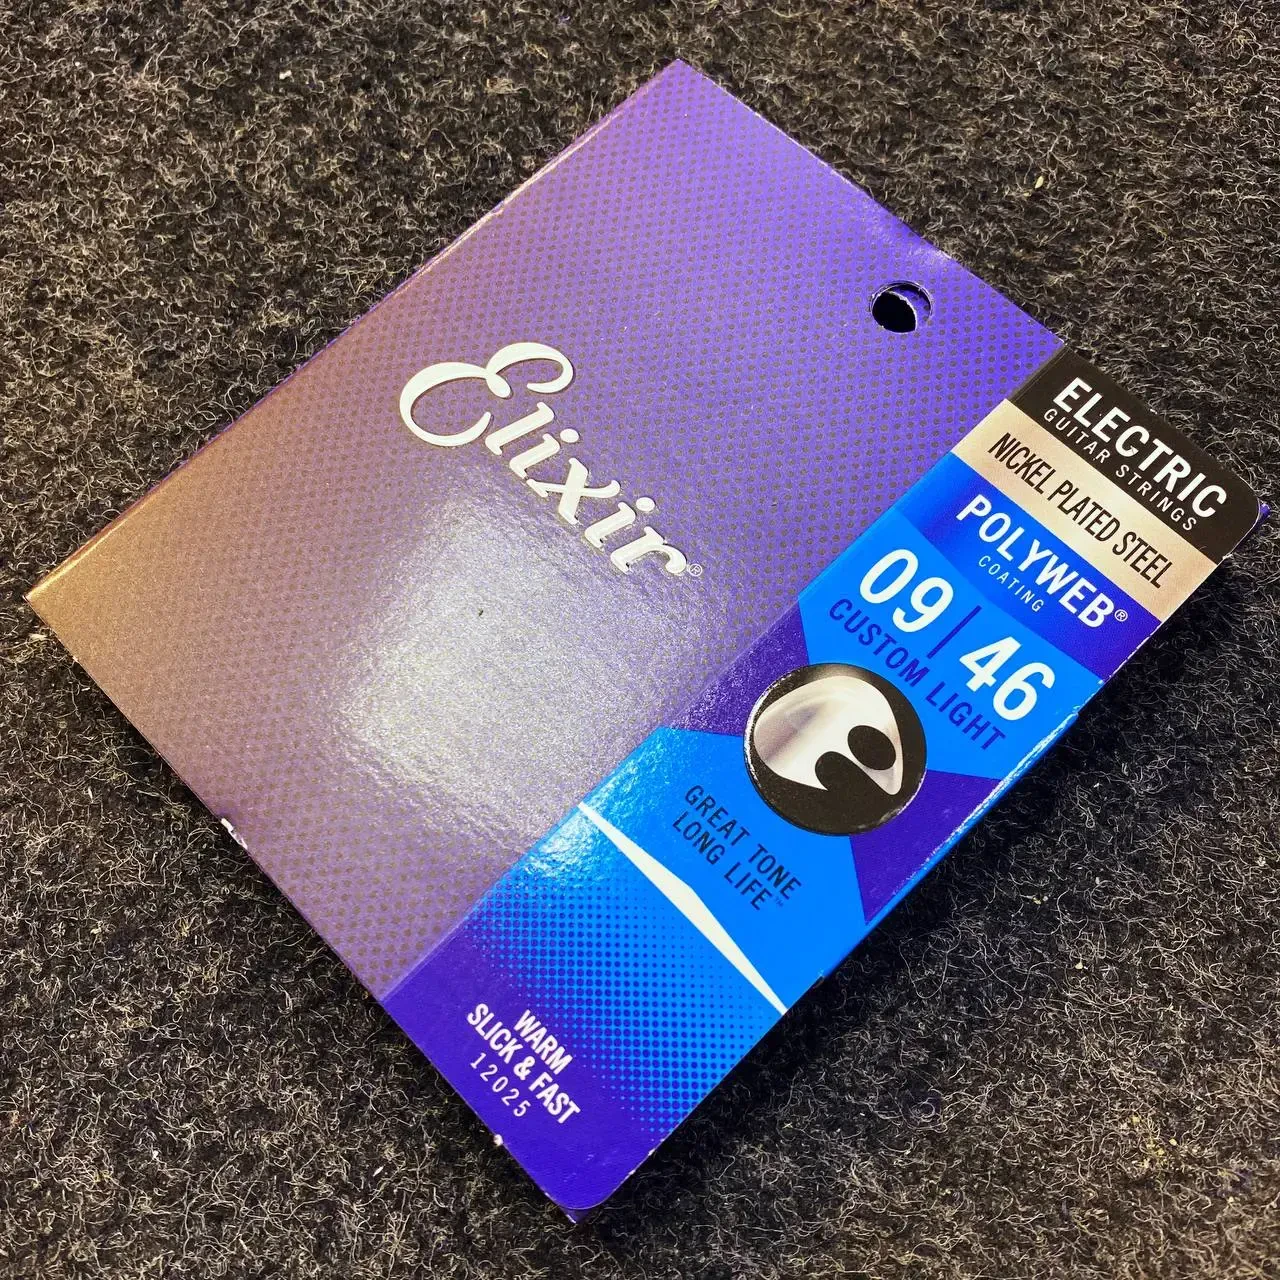 Elixir®
ELECTRIC
GUITAR STRINGS
NICKEL PLATED STEEL
POLYWEB®
COATING
09|46
CUSTOM LIGHT
GREAT TONE
LONG LIFE™
WARM
SLICK & FAST
12025